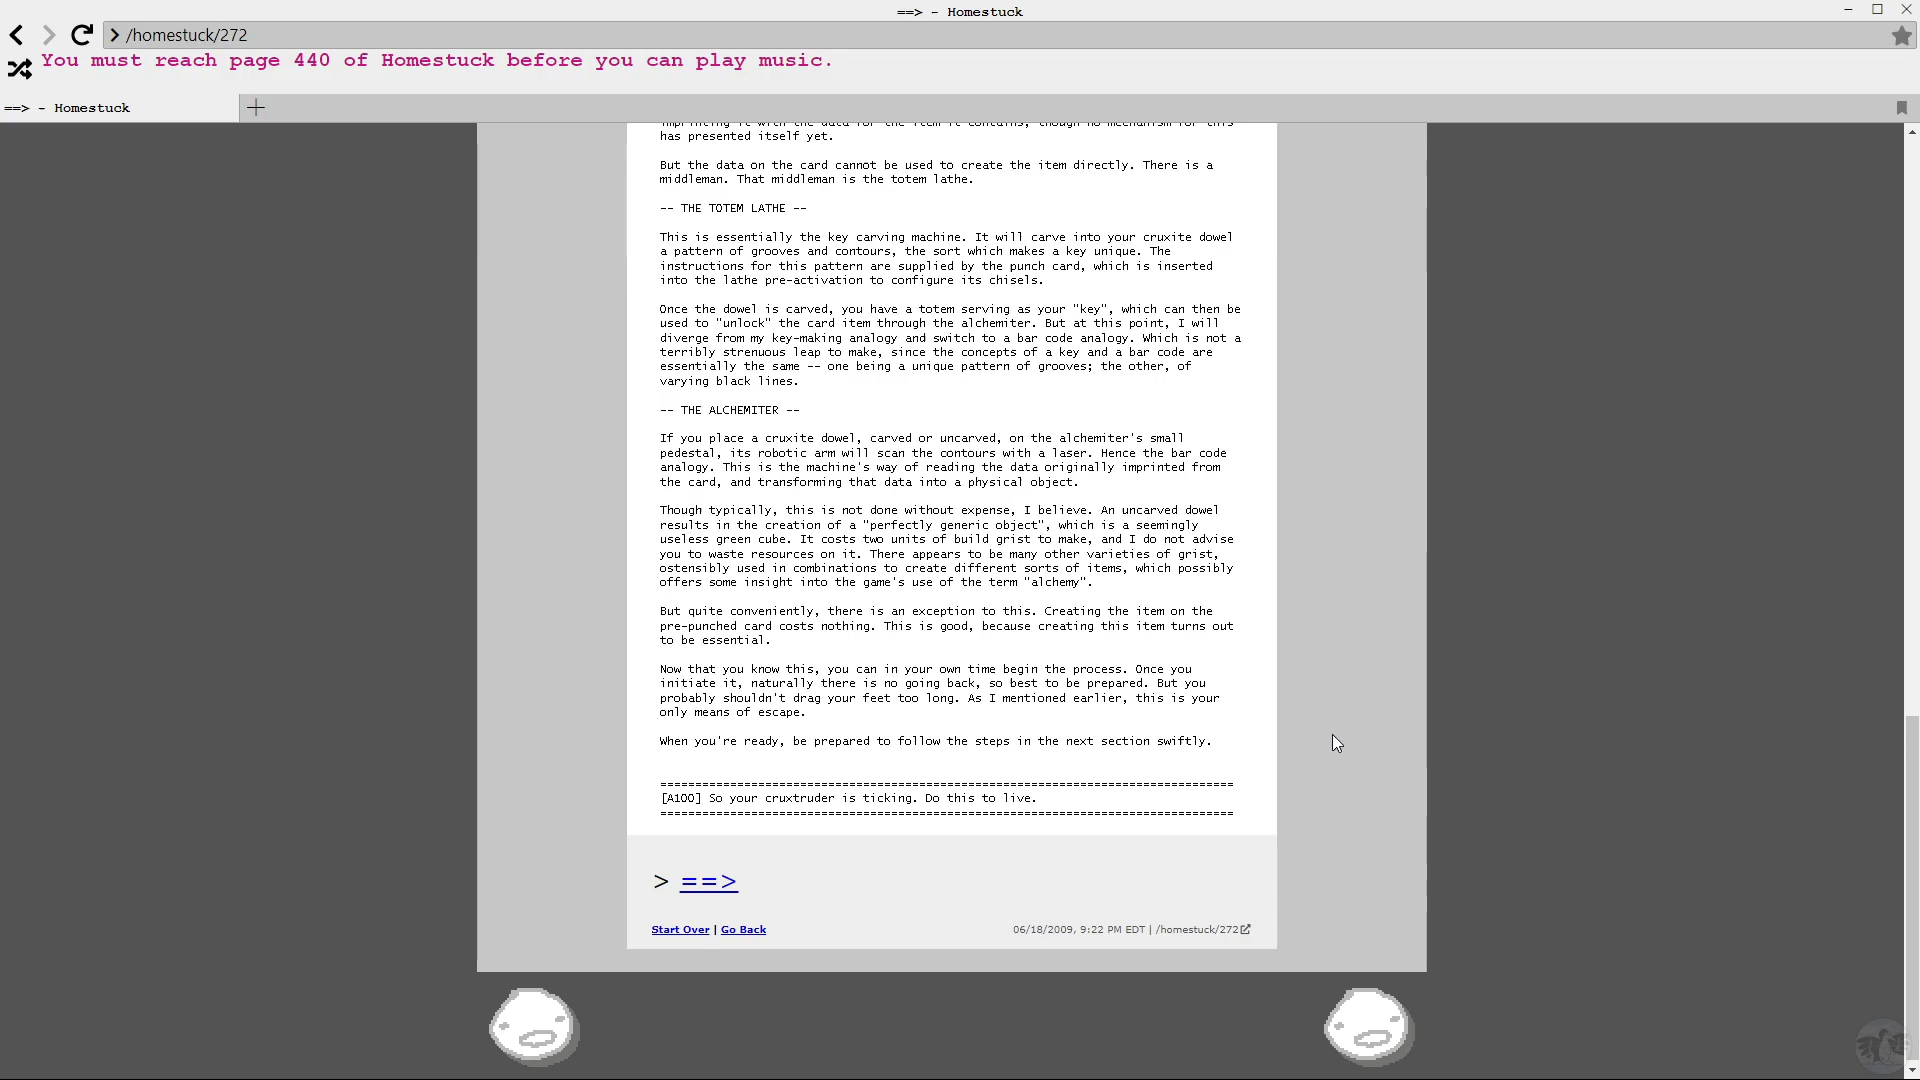 ==> - Homestuck
/homestuck/272
You must reach page 440 of Homestuck before you can play music.
==> - Homestuck
imprinting it with the data for the item it contains, though no mechanism for this
has presented itself yet.
But the data on the card cannot be used to create the item directly. There is a
middleman. That middleman is the totem lathe.
-- THE TOTEM LATHE --
This is essentially the key carving machine. It will carve into your cruxite dowel
a pattern of grooves and contours, the sort which makes a key unique. The
instructions for this pattern are supplied by the punch card, which is inserted
into the lathe pre-activation to configure its chisels.
Once the dowel is carved, you have a totem serving as your "key", which can then be
used to "unlock" the card item through the alchemiter. But at this point, I will
diverge from my key-making analogy and switch to a bar code analogy. Which is not a
terribly strenuous leap to make, since the concepts of a key and a bar code are
essentially the same -- one being a unique pattern of grooves; the other, of
varying black lines.
-- THE ALCHEMITER --
If you place a cruxite dowel, carved or uncarved, on the alchemiter's small
pedestal, its robotic arm will scan the contours with a laser. Hence the bar code
analogy. This is the machine's way of reading the data originally imprinted from
the card, and transforming that data into a physical object.
Though typically, this is not done without expense, I believe. An uncarved dowel
results in the creation of a "perfectly generic object", which is a seemingly
useless green cube. It costs two units of build grist to make, and I do not advise
you to waste resources on it. There appears to be many other varieties of grist,
ostensibly used in combinations to create different sorts of items, which possibly
offers some insight into the game's use of the term "alchemy".
But quite conveniently, there is an exception to this. Creating the item on the
pre-punched card costs nothing. This is good, because creating this item turns out
to be essential.
Now that you know this, you can in your own time begin the process. Once you
initiate it, naturally there is no going back, so best to be prepared. But you
probably shouldn't drag your feet too long. As I mentioned earlier, this is your
only means of escape.
When you're ready, be prepared to follow the steps in the next section swiftly.
==================================================================================
[A100] So your cruxtruder is ticking. Do this to live.
==================================================================================
> ==>
Start Over | Go Back
06/18/2009, 9:22 PM EDT | /homestuck/272